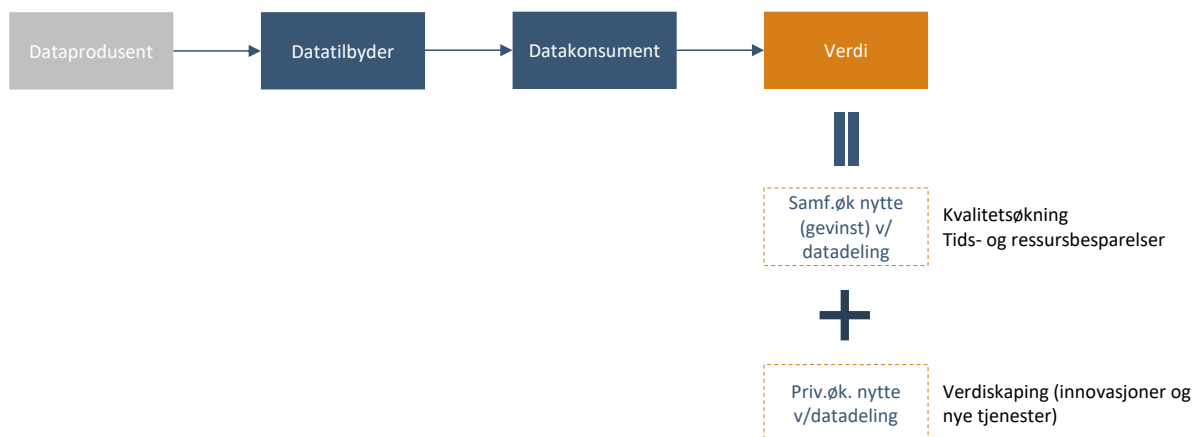 Dataprodusent
Datatilbyder
Datakonsument
Verdi
Samf.øk nytte
(gevinst) v/
datadeling
Kvalitetsøkning
Tids- og ressursbesparelser
Priv.øk. nytte
v/datadeling
Verdiskaping (innovasjoner og
nye tjenester)